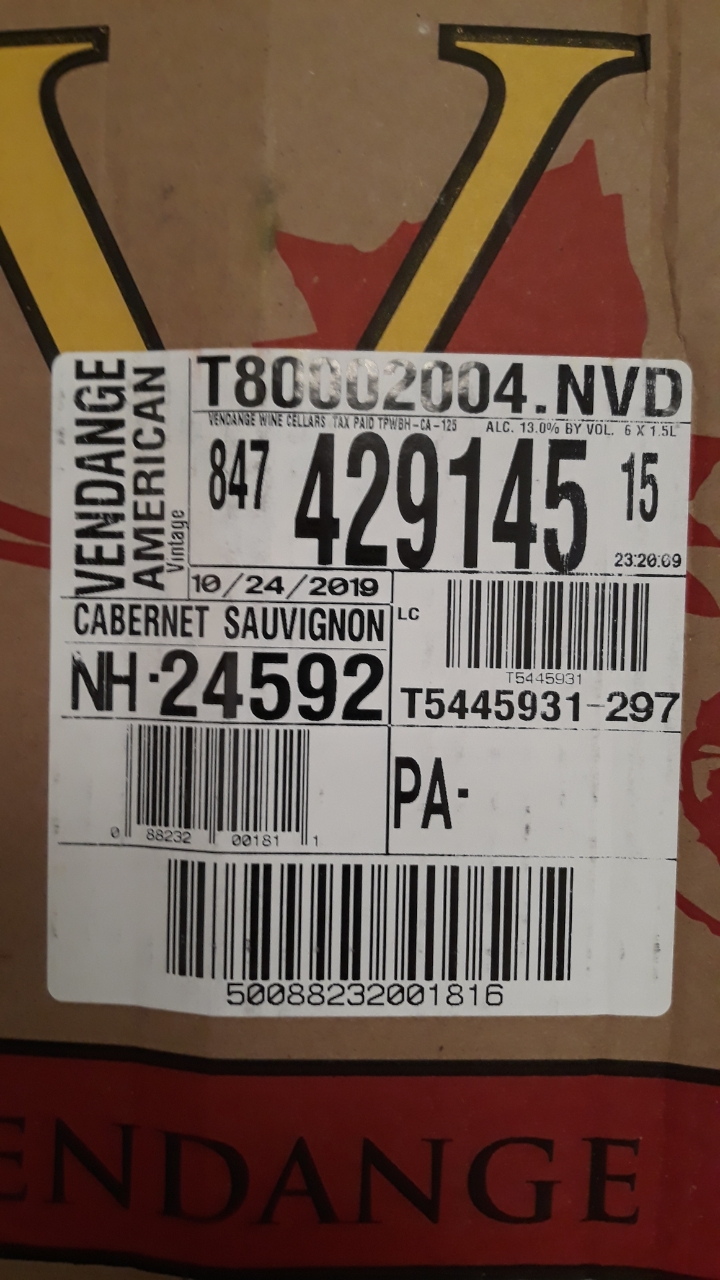 V
VENDANGE
AMERICAN
Vintage
T80002004.NVD
VENDANGE WINE CELLARS TAX PAID TPWBH-CA-125 ALC. 13.0% BY VOL. 6 X 1.5L
847 429145 15
23:20:09
10/24/2019
CABERNET SAUVIGNON
LC
T5445931
NH-24592
T5445931-297
0 88232 00181 1
PA-
50088232001816
ENDANGE